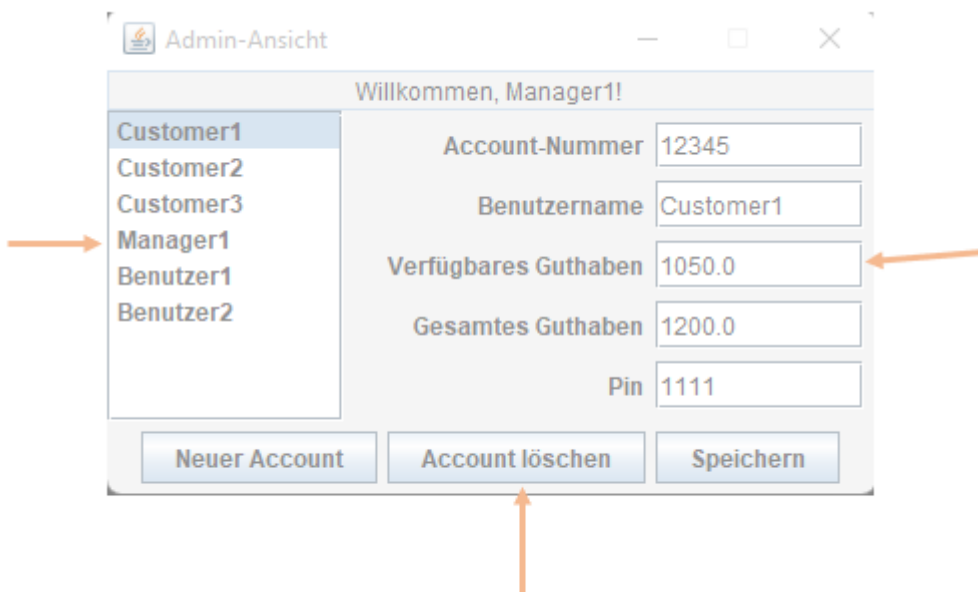 Admin-Ansicht
Willkommen, Manager1!
Customer1
Customer2
Customer3
Manager1
Benutzer1
Benutzer2
Account-Nummer 12345
Benutzername Customer1
Verfügbares Guthaben 1050.0
Gesamtes Guthaben 1200.0
Pin 1111
Neuer Account Account löschen Speichern